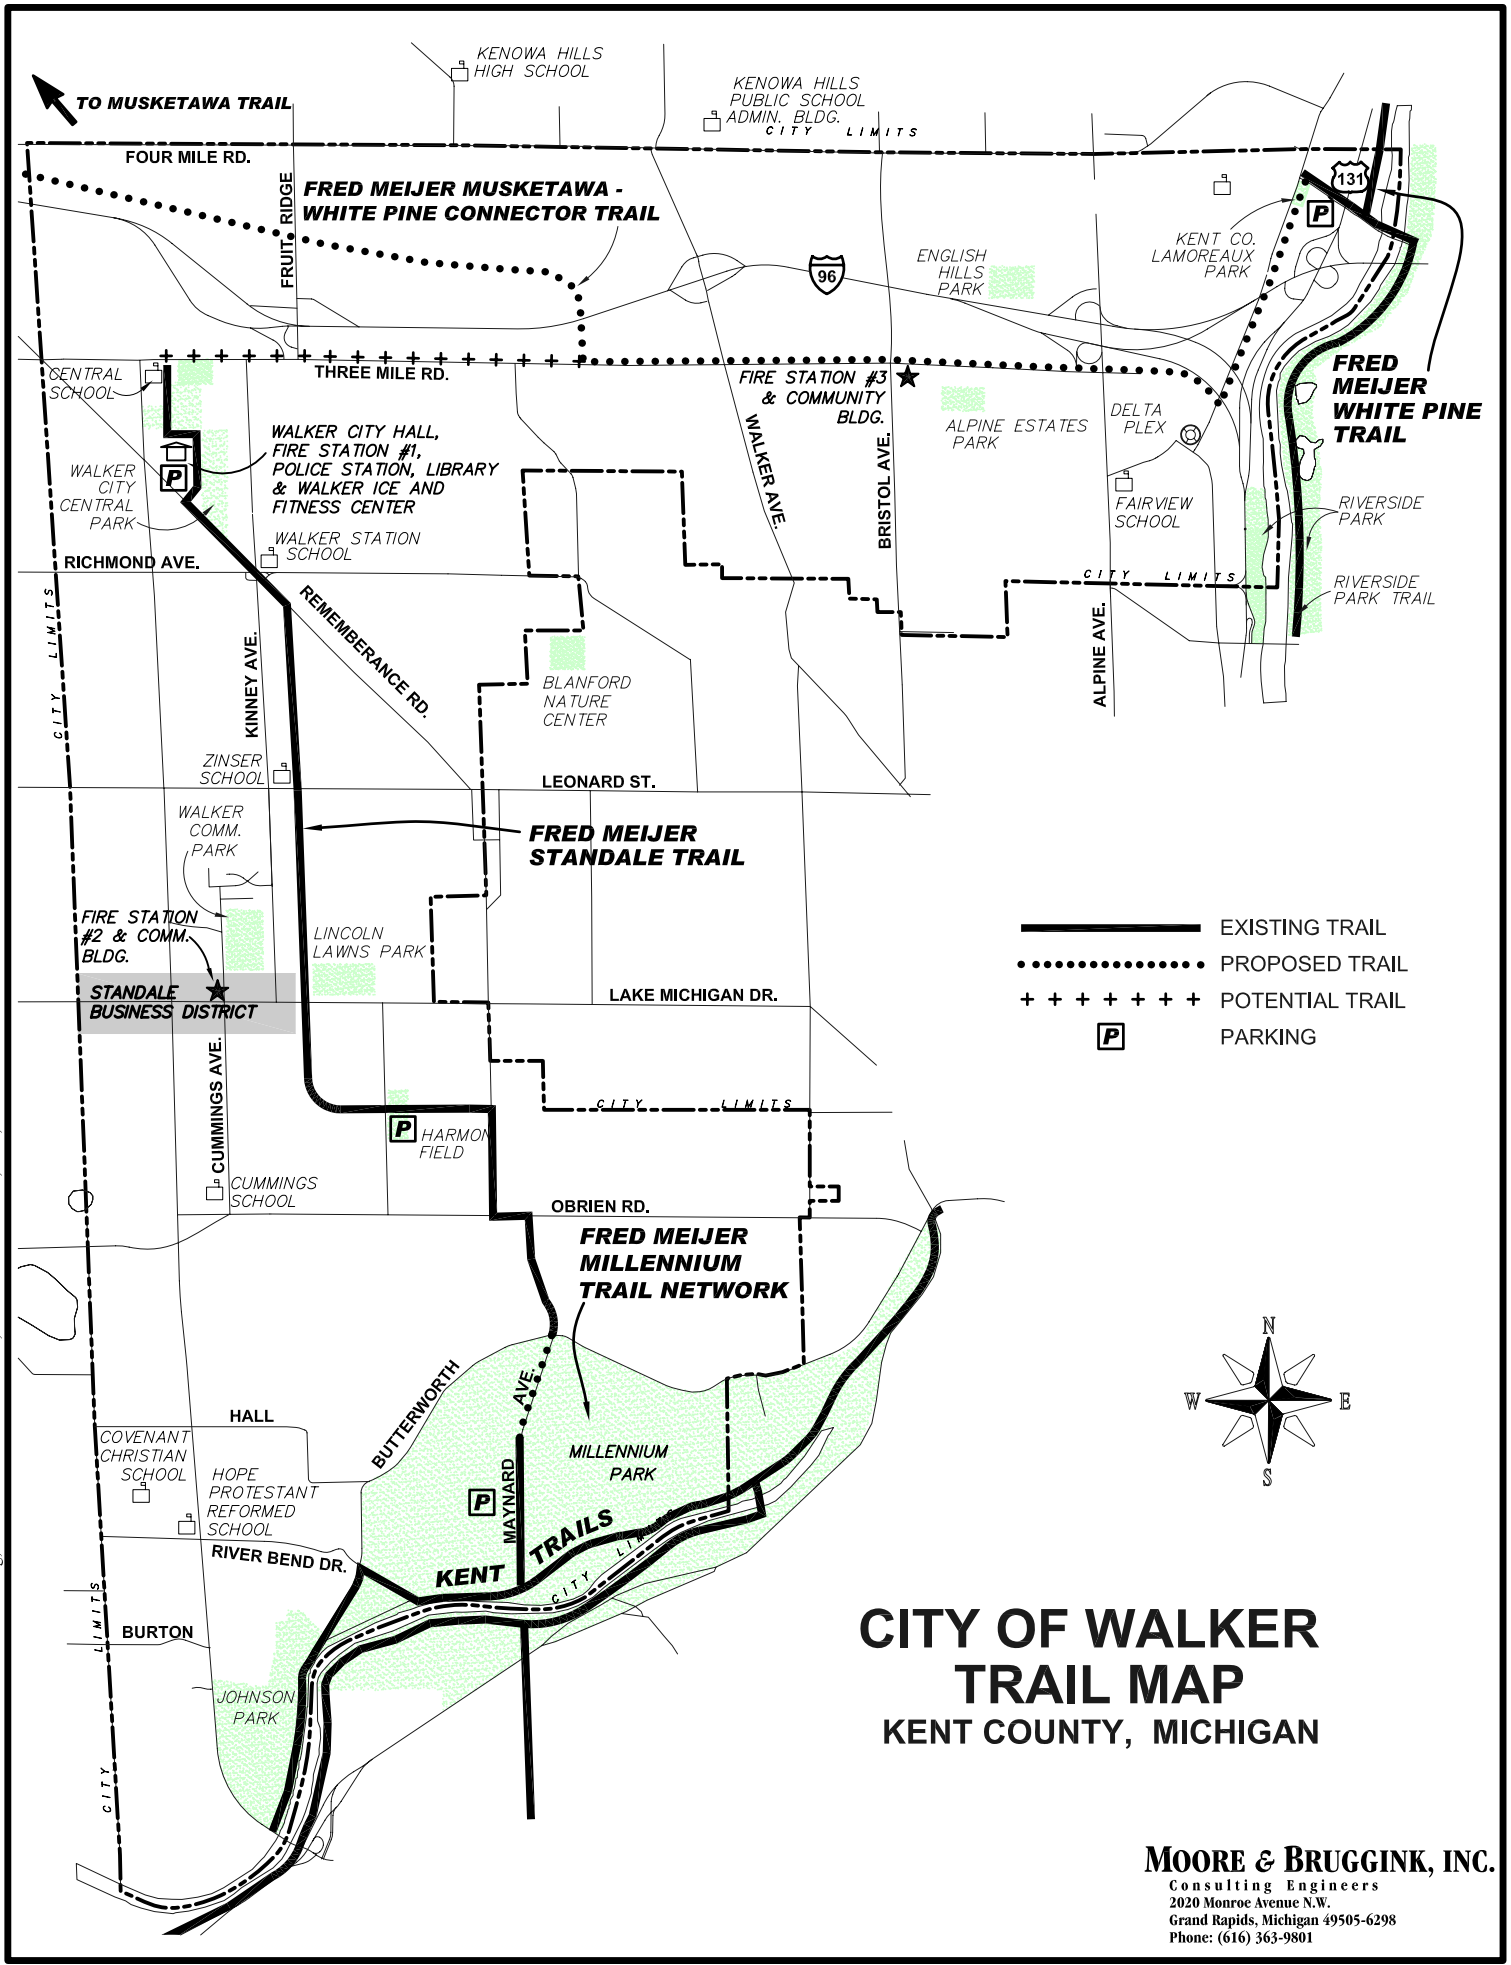 KENOWA HILLS
HIGH SCHOOL
KENOWA HILLS
PUBLIC SCHOOL
ADMIN. BLDG.
TO MUSKETAWA TRAIL
CITY LIMITS
FOUR MILE RD.
FRUIT RIDGE
FRED MEIJER MUSKETAWA -
WHITE PINE CONNECTOR TRAIL
131
P
KENT CO.
LAMOREAUX
PARK
96
ENGLISH
HILLS
PARK
CENTRAL
SCHOOL
THREE MILE RD.
FIRE STATION #3
& COMMUNITY
BLDG.
FRED
MEIJER
WHITE PINE
TRAIL
ALPINE ESTATES
PARK
DELTA
PLEX
WALKER AVE.
BRISTOL AVE.
WALKER CITY HALL,
FIRE STATION #1,
POLICE STATION, LIBRARY
& WALKER ICE AND
FITNESS CENTER
P
WALKER
CITY
CENTRAL
PARK
FAIRVIEW
SCHOOL
RIVERSIDE
PARK
WALKER STATION
SCHOOL
RICHMOND AVE.
CITY LIMITS
RIVERSIDE
PARK TRAIL
CITY LIMITS
REMEMBERANCE RD.
KINNEY AVE.
ALPINE AVE.
BLANFORD
NATURE
CENTER
ZINSER
SCHOOL
LEONARD ST.
WALKER
COMM.
PARK
FRED MEIJER
STANDALE TRAIL
FIRE STATION
#2 & COMM.
BLDG.
LINCOLN
LAWNS PARK
EXISTING TRAIL
PROPOSED TRAIL
POTENTIAL TRAIL
P PARKING
STANDALE
BUSINESS DISTRICT
LAKE MICHIGAN DR.
CUMMINGS AVE.
CITY LIMITS
P
HARMON
FIELD
CUMMINGS
SCHOOL
OBRIEN RD.
FRED MEIJER
MILLENNIUM
TRAIL NETWORK
N
W E
S
BUTTERWORTH
MAYNARD AVE.
HALL
COVENANT
CHRISTIAN
SCHOOL
HOPE
PROTESTANT
REFORMED
SCHOOL
MILLENNIUM
PARK
P
RIVER BEND DR.
KENT TRAILS
CITY LIMITS
BURTON
CITY LIMITS
JOHNSON
PARK
CITY OF WALKER
TRAIL MAP
KENT COUNTY, MICHIGAN
MOORE & BRUGGINK, INC.
Consulting Engineers
2020 Monroe Avenue N.W.
Grand Rapids, Michigan 49505-6298
Phone: (616) 363-9801